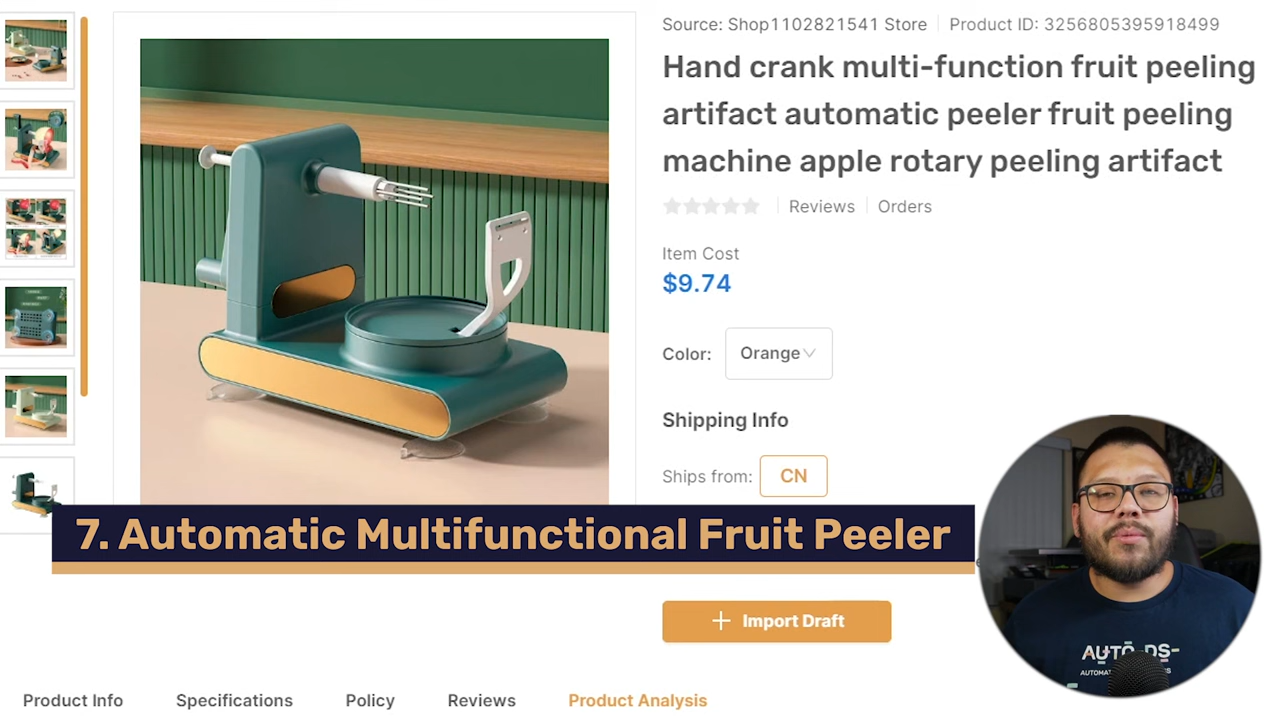 Source: Shop1102821541 Store
Product ID: 3256805395918499
Hand crank multi-function fruit peeling
artifact automatic peeler fruit peeling
machine apple rotary peeling artifact
Reviews
Orders
Item Cost
$9.74
Color:
Orange
Shipping Info
Ships from:
CN
7. Automatic Multifunctional Fruit Peeler
+ Import Draft
AUTO-DS-
Product Info
Specifications
Policy
Reviews
Product Analysis